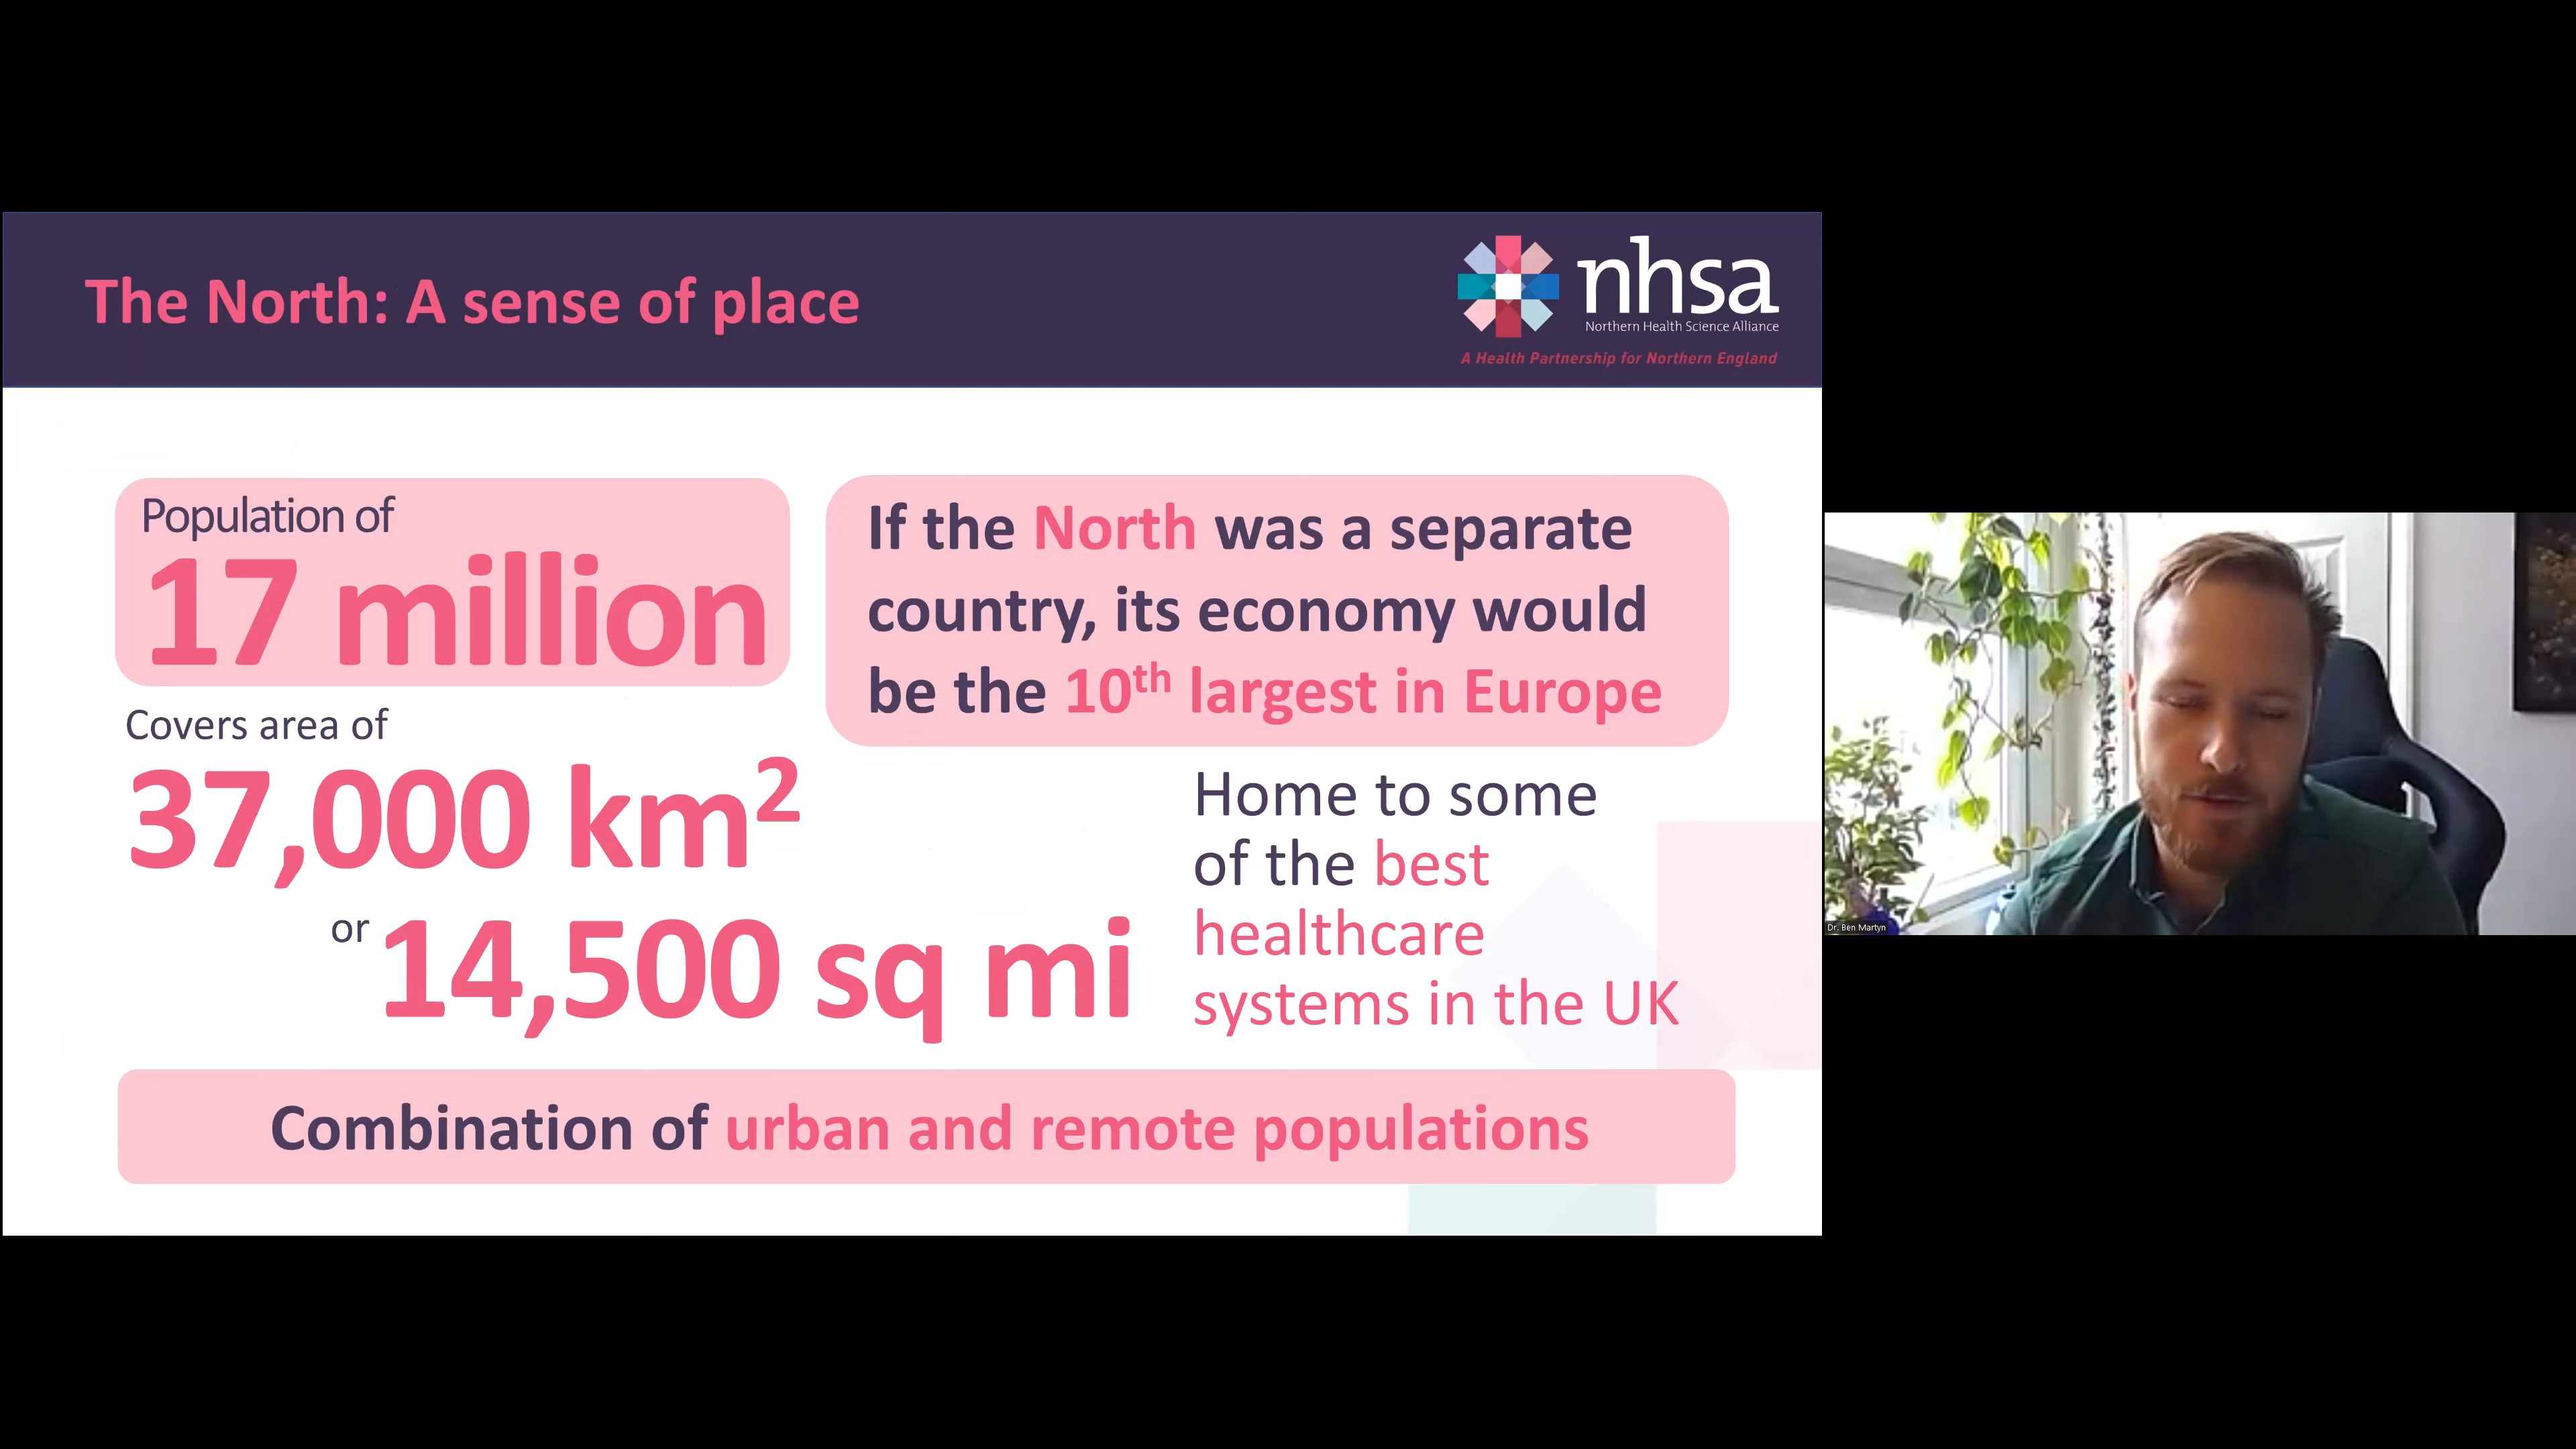 The North: A sense of place
nhsa
Northern Health Science Alliance
A Health Partnership for Northern England
Population of
17 million
Covers area of
37,000 km²
or 14,500 sq mi
If the North was a separate
country, its economy would
be the 10th largest in Europe
Home to some
of the best
healthcare
systems in the UK
Combination of urban and remote populations
Dr. Ben Martyn